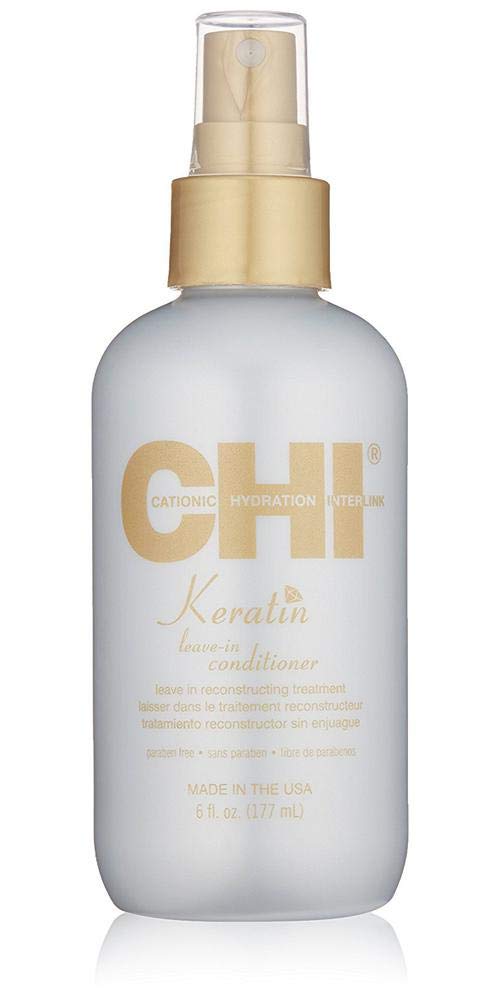 CHI®
CATIONIC HYDRATION INTERLINK
Keratin
leave-in
conditioner
leave in reconstructing treatment
laisser dans le traitement reconstructeur
tratamiento reconstructor sin enjuague
paraben free • sans paraben • libre de parabenos
MADE IN THE USA
6 fl. oz. (177 mL)